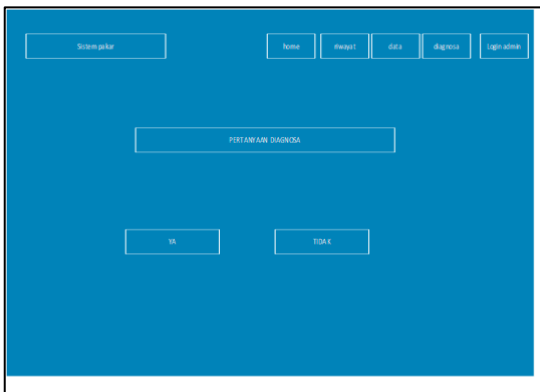 Sistem pakar
home
riwayat
data
diagnosa
Login admin
PERTANYAAN DIAGNOSA
YA
TIDAK